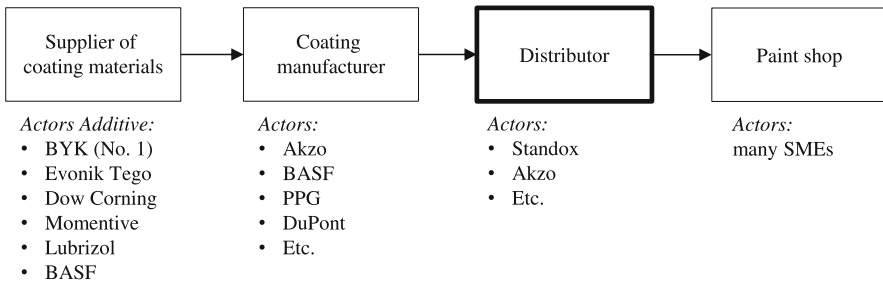 Supplier of
coating materials
Coating
manufacturer
Distributor
Paint shop
Actors Additive:
• BYK (No. 1)
• Evonik Tego
• Dow Corning
• Momentive
• Lubrizol
• BASF
Actors:
• Akzo
• BASF
• PPG
• DuPont
• Etc.
Actors:
• Standox
• Akzo
• Etc.
Actors:
many SMEs